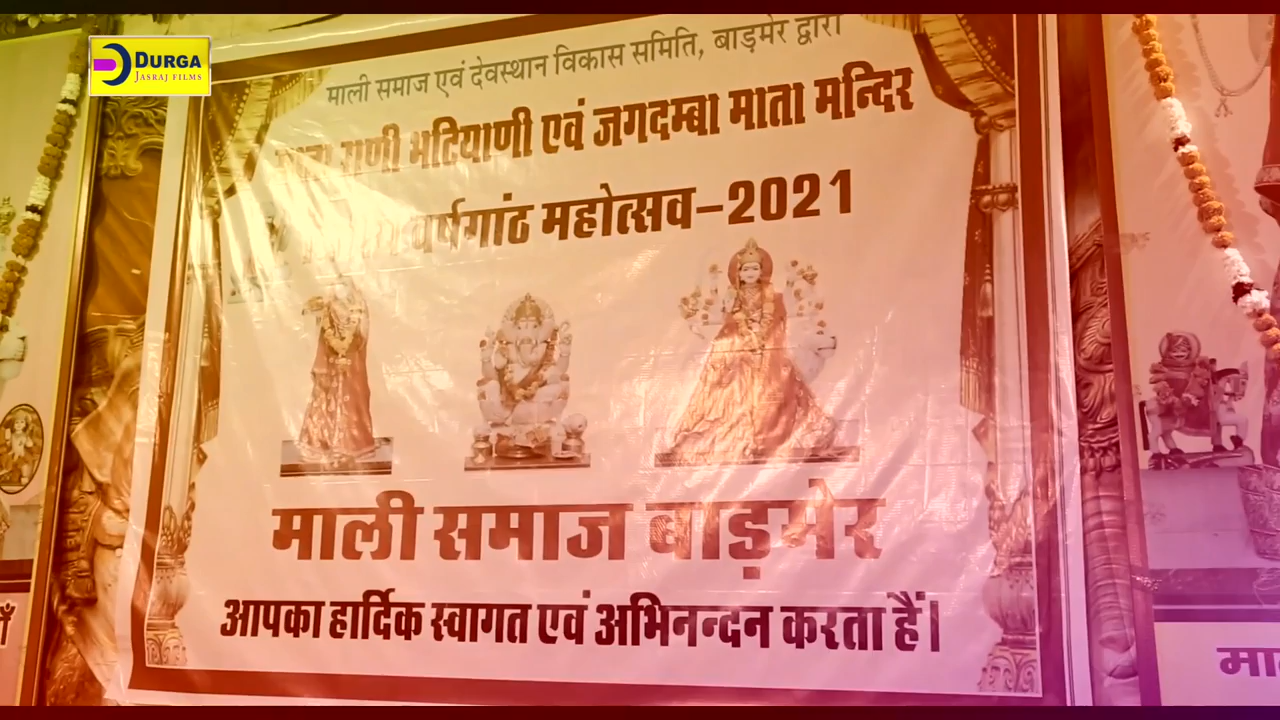 DURGA
JASRAJ FILMS
माली समाज एवं देवस्थान विकास समिति, बाड़मेर द्वारा
राणी भटियाणी एवं जगदम्बा माता मन्दिर
वर्षगांठ महोत्सव-2021
माली समाज बाड़मेर
आपका हार्दिक स्वागत एवं अभिनन्दन करता हैं।